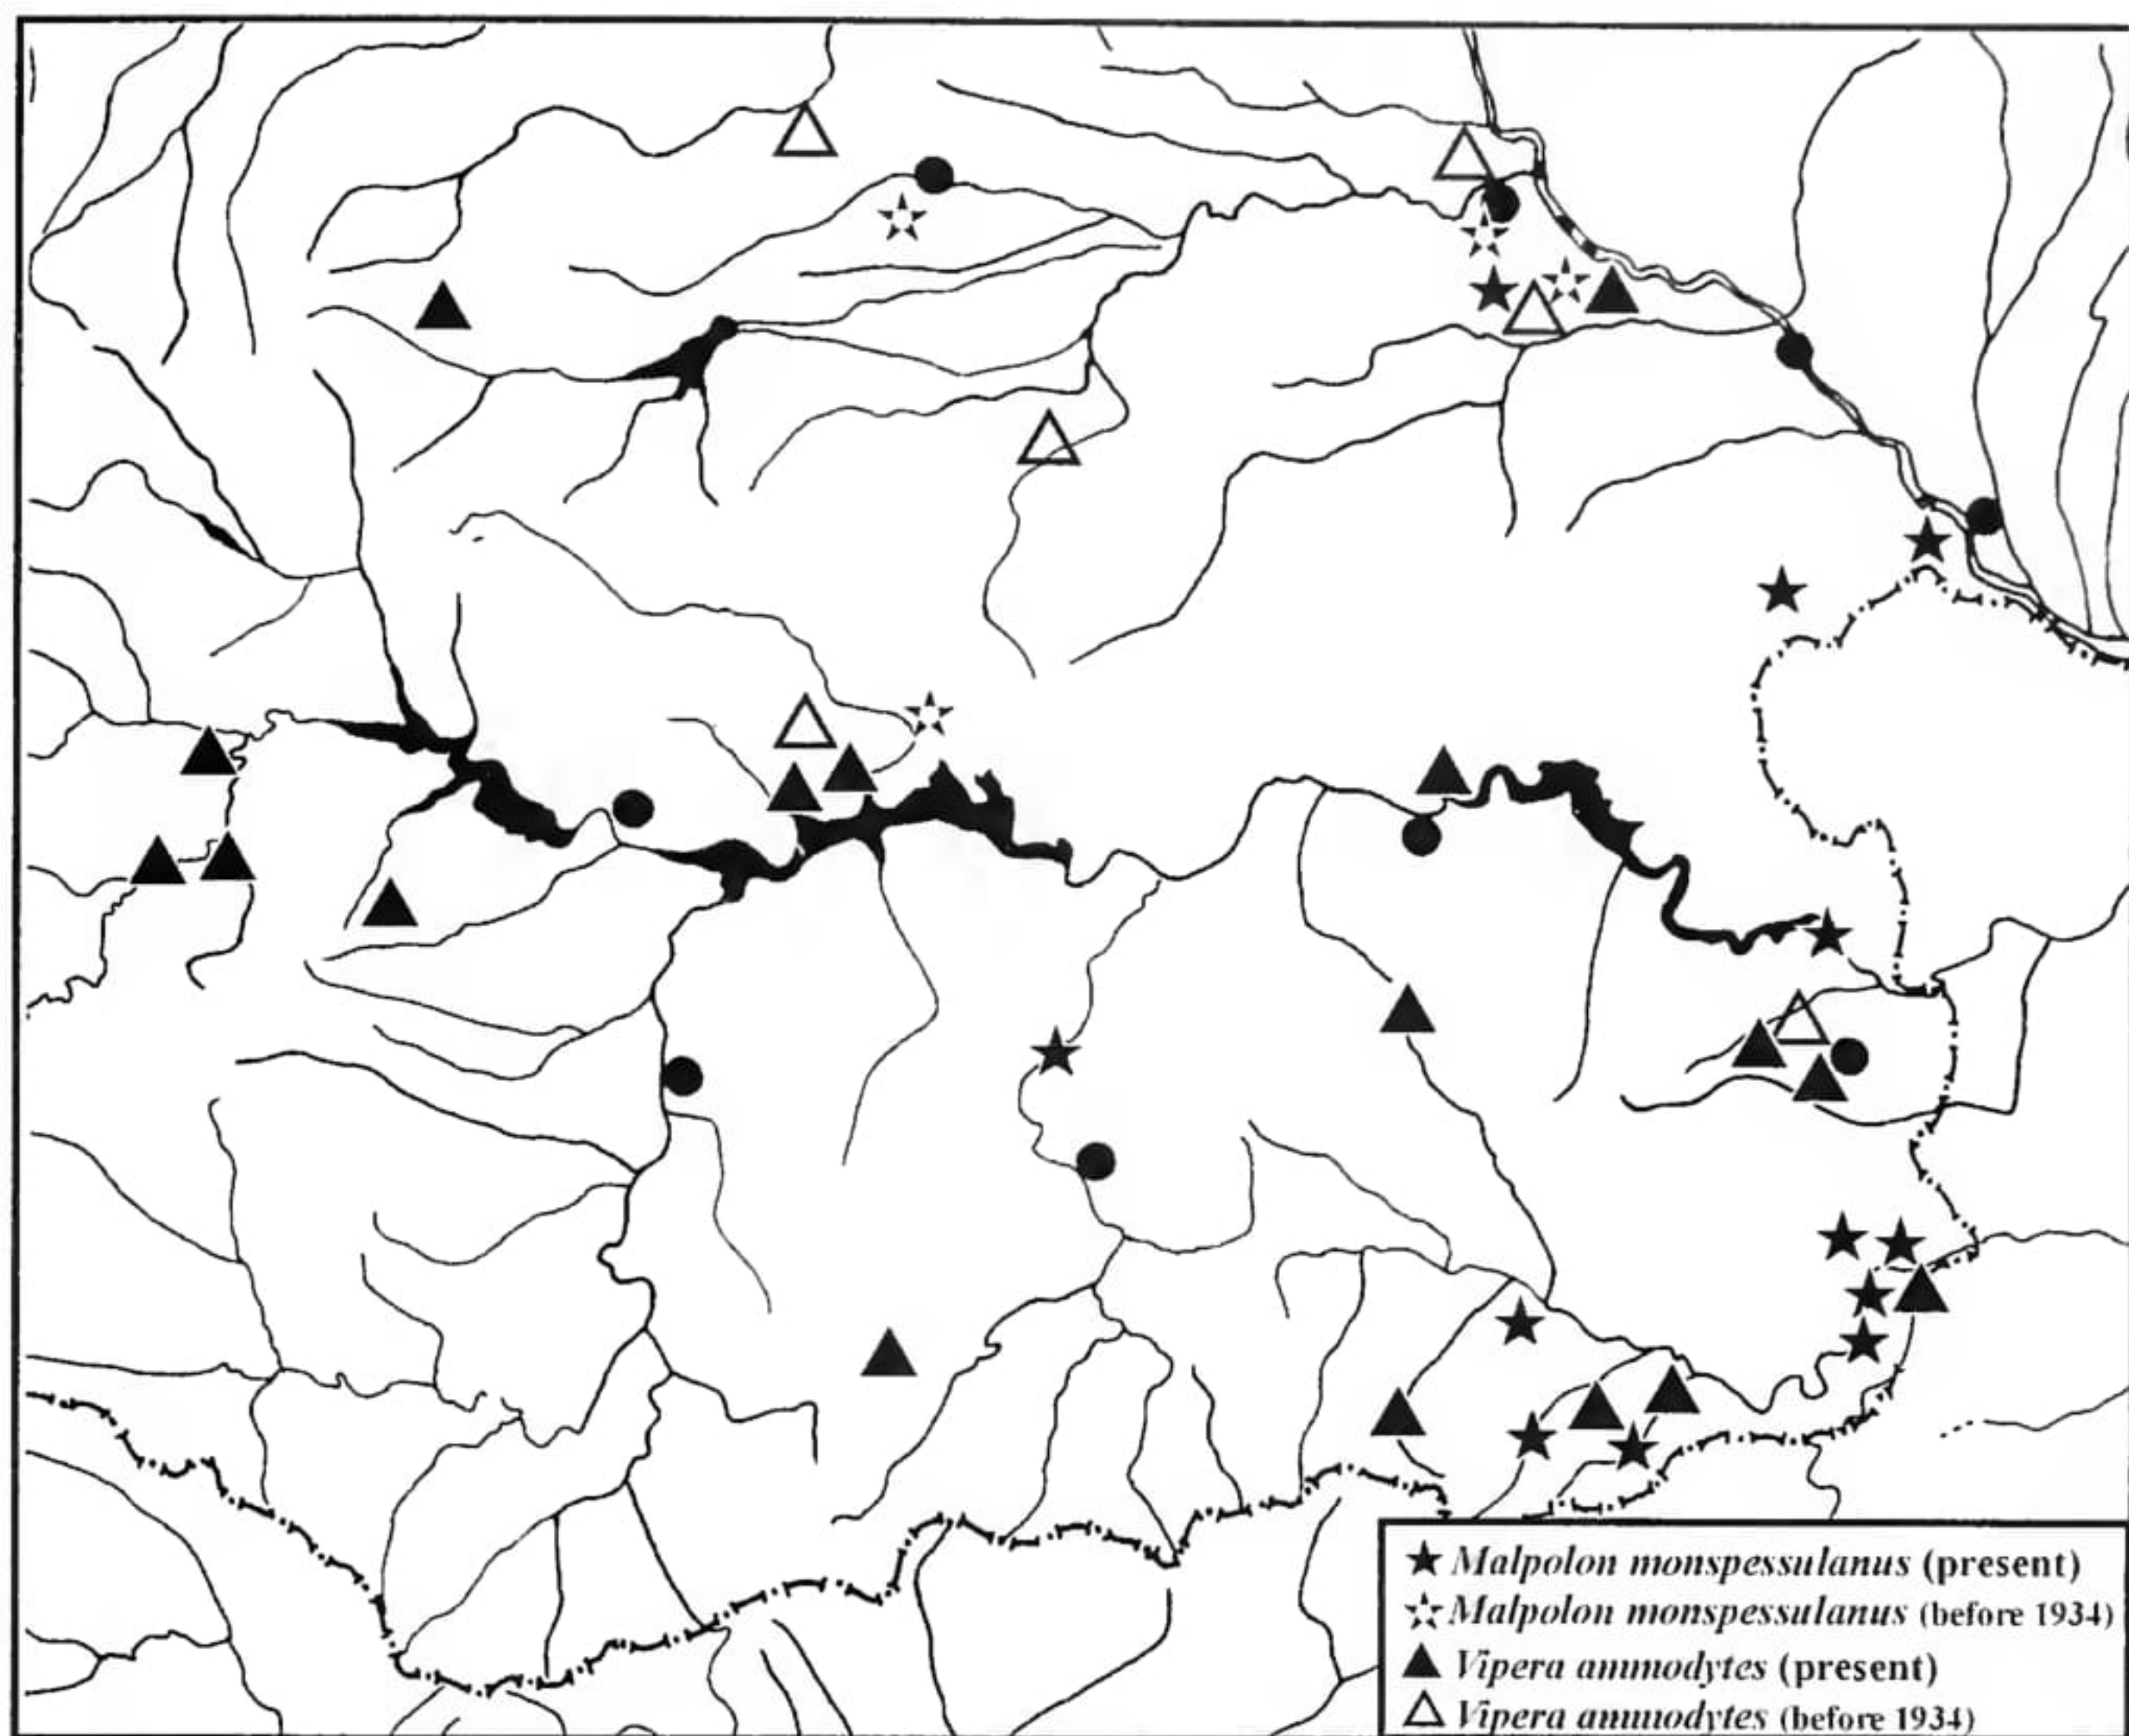 Malpolon monspessulanus (present)
Malpolon monspessulanus (before 1934)
Vipera ammodytes (present)
Vipera ammodytes (before 1934)